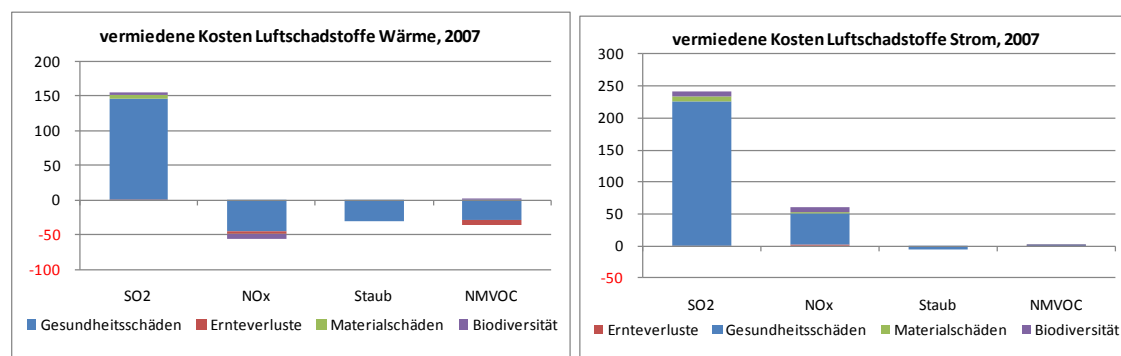 vermiedene Kosten Luftschadstoffe Wärme, 2007
200
150
100
50
0
-50
-100
SO2 NOx Staub NMVOC
Gesundheitsschäden Ernteverluste Materialschäden Biodiversität
vermiedene Kosten Luftschadstoffe Strom, 2007
300
250
200
150
100
50
0
-50
SO2 NOx Staub NMVOC
Ernteverluste Gesundheitsschäden Materialschäden Biodiversität